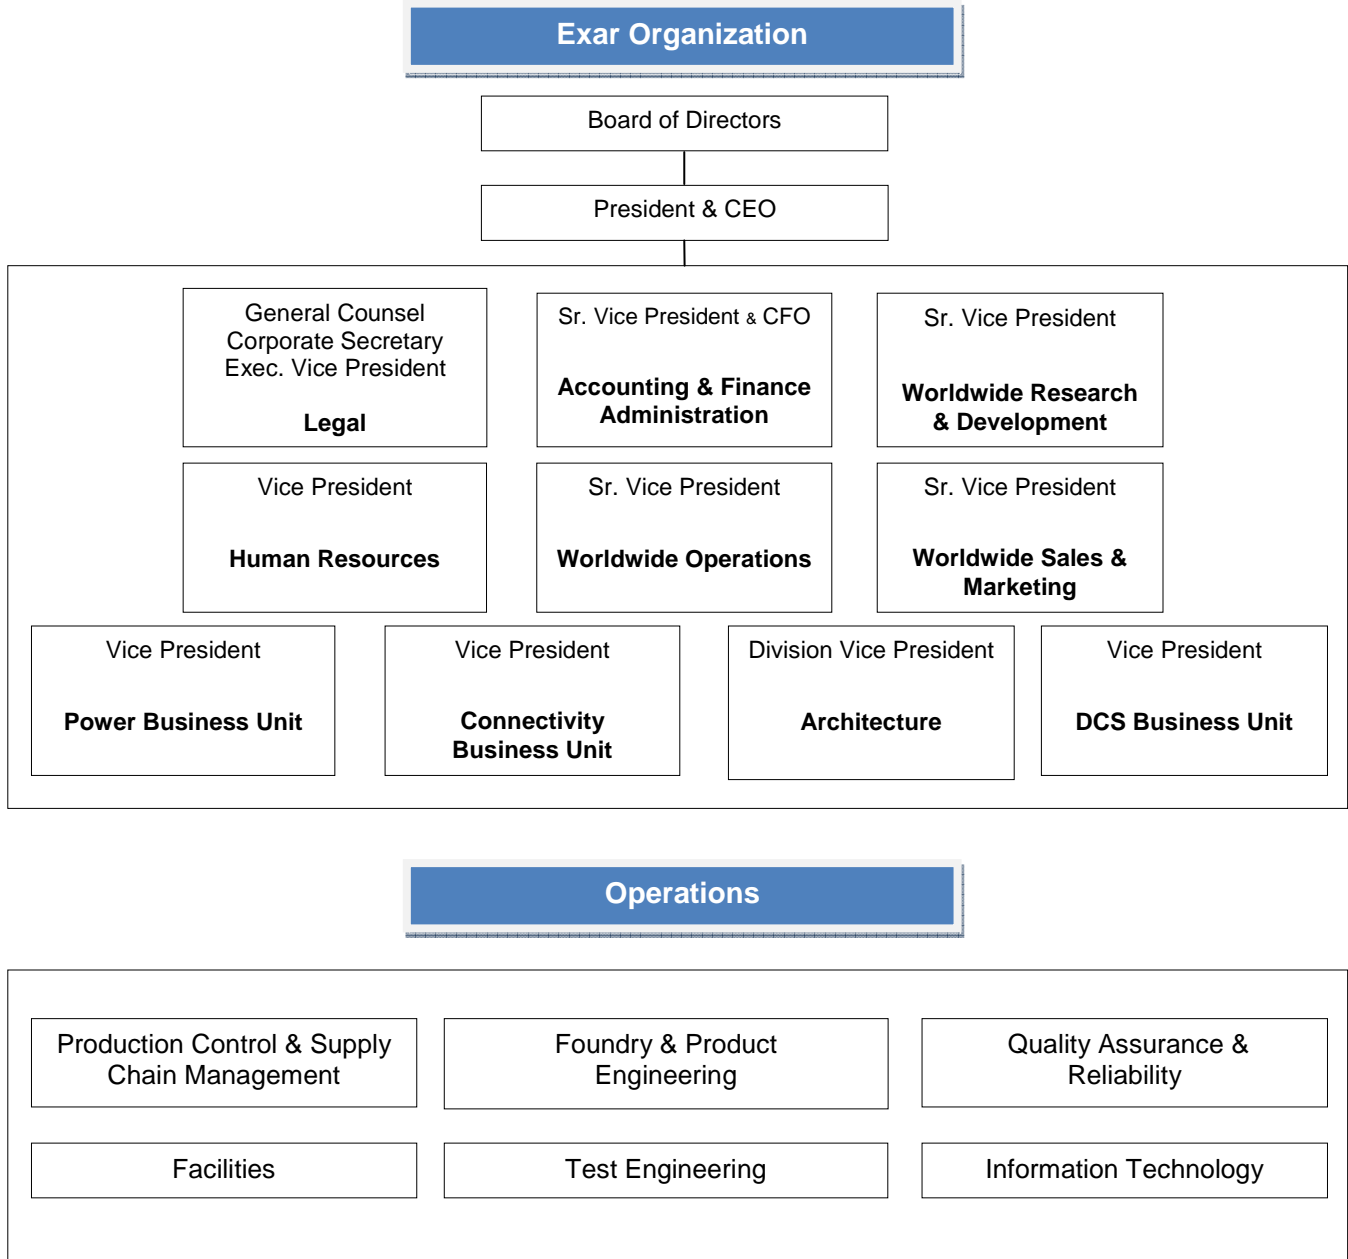 Exar Organization
Board of Directors
President & CEO
General Counsel
Corporate Secretary
Exec. Vice President
Legal
Sr. Vice President & CFO
Accounting & Finance
Administration
Sr. Vice President
Worldwide Research
& Development
Vice President
Human Resources
Sr. Vice President
Worldwide Operations
Sr. Vice President
Worldwide Sales &
Marketing
Vice President
Power Business Unit
Vice President
Connectivity
Business Unit
Division Vice President
Architecture
Vice President
DCS Business Unit
Operations
Production Control & Supply
Chain Management
Foundry & Product
Engineering
Quality Assurance &
Reliability
Facilities
Test Engineering
Information Technology